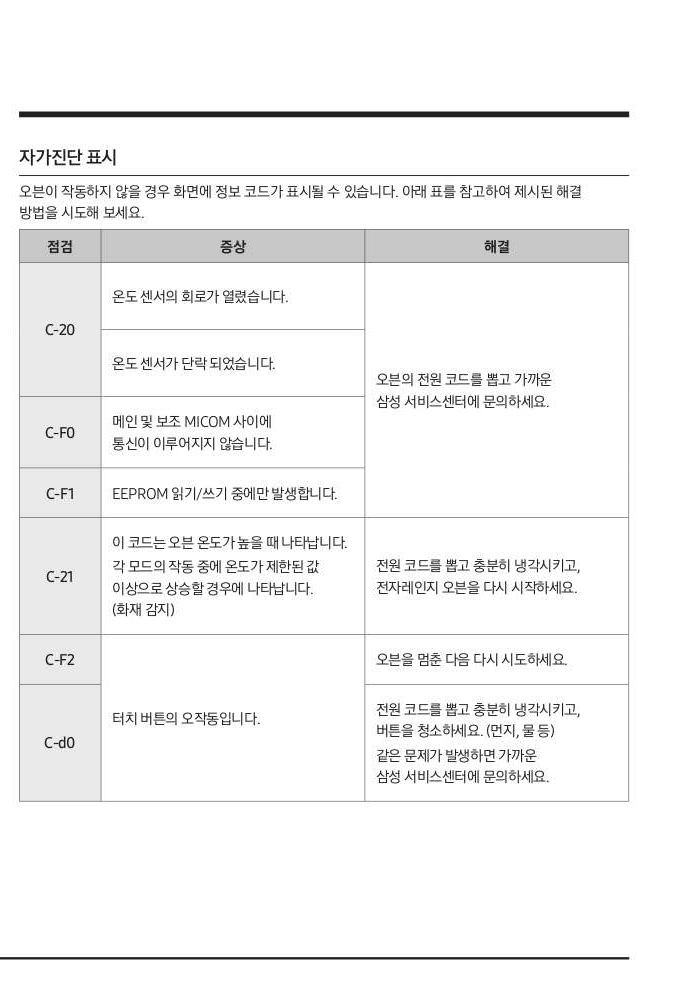 자가진단 표시
오븐이 작동하지 않을 경우 화면에 정보 코드가 표시될 수 있습니다. 아래 표를 참고하여 제시된 해결
방법을 시도해 보세요.
점검 증상 해결
C-20
온도 센서의 회로가 열렸습니다.
온도 센서가 단락 되었습니다.
오븐의 전원 코드를 뽑고 가까운
삼성 서비스센터에 문의하세요.
C-F0
메인 및 보조 MICOM 사이에
통신이 이루어지지 않습니다.
C-F1
EEPROM 읽기/쓰기 중에만 발생합니다.
C-21
이 코드는 오븐 온도가 높을 때 나타납니다.
각 모드의 작동 중에 온도가 제한된 값
이상으로 상승할 경우에 나타납니다.
(화재 감지)
전원 코드를 뽑고 충분히 냉각시키고,
전자레인지 오븐을 다시 시작하세요.
C-F2
터치 버튼의 오작동입니다.
오븐을 멈춘 다음 다시 시도하세요.
C-d0
전원 코드를 뽑고 충분히 냉각시키고,
버튼을 청소하세요. (먼지, 물 등)
같은 문제가 발생하면 가까운
삼성 서비스센터에 문의하세요.